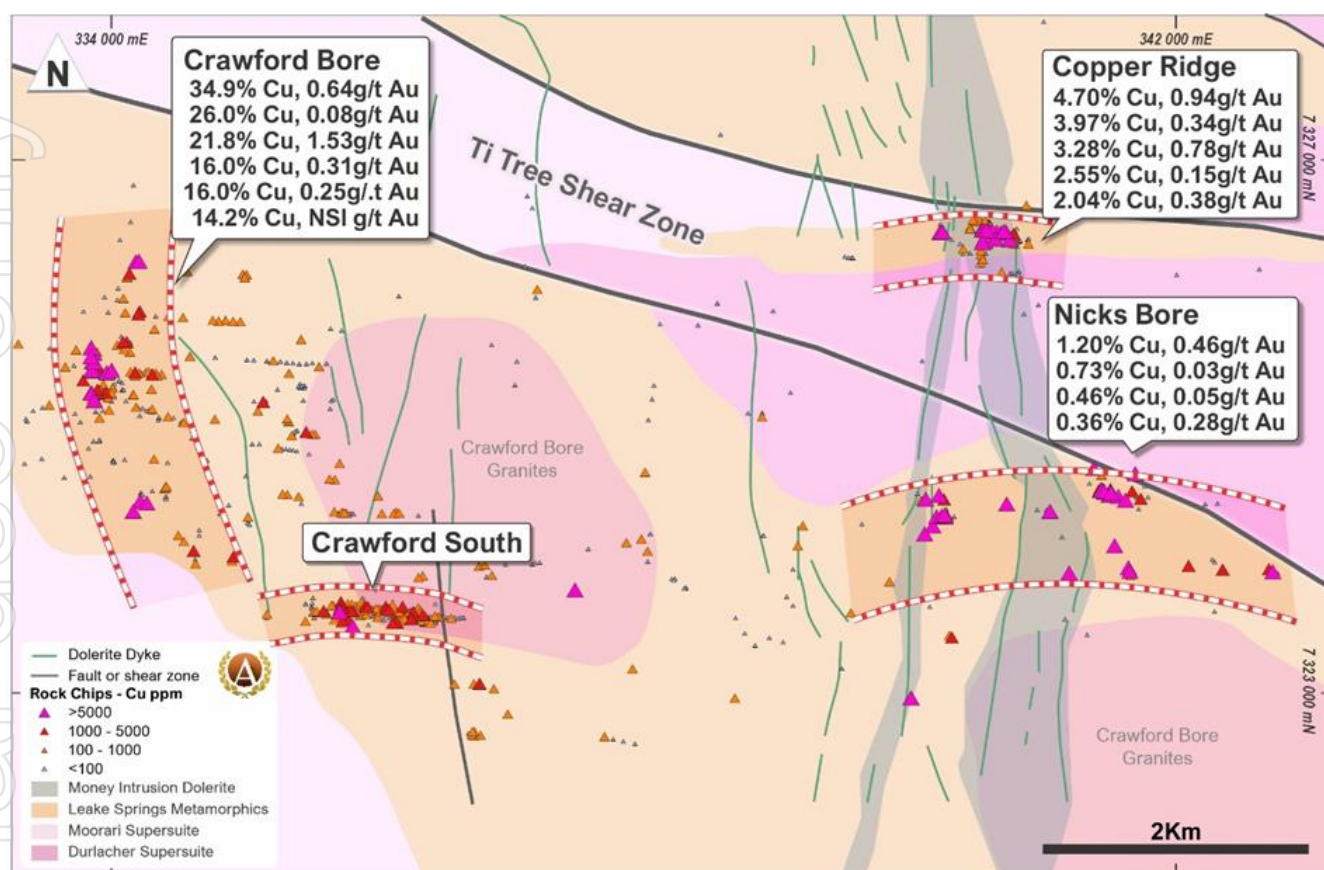 334 000 mE
342 000 mE
N
Crawford Bore
34.9% Cu, 0.64g/t Au
26.0% Cu, 0.08g/t Au
21.8% Cu, 1.53g/t Au
16.0% Cu, 0.31g/t Au
16.0% Cu, 0.25g/.t Au
14.2% Cu, NSI g/t Au
Copper Ridge
4.70% Cu, 0.94g/t Au
3.97% Cu, 0.34g/t Au
3.28% Cu, 0.78g/t Au
2.55% Cu, 0.15g/t Au
2.04% Cu, 0.38g/t Au
7 327 000 mN
Ti Tree Shear Zone
Nicks Bore
1.20% Cu, 0.46g/t Au
0.73% Cu, 0.03g/t Au
0.46% Cu, 0.05g/t Au
0.36% Cu, 0.28g/t Au
Crawford Bore
Granites
Crawford South
7 323 000 mN
Crawford Bore
Granites
Dolerite Dyke
Fault or shear zone
A
Rock Chips - Cu ppm
>5000
1000 - 5000
100 - 1000
<100
Money Intrusion Dolerite
Leake Springs Metamorphics
Moorari Supersuite
Durlacher Supersuite
2Km